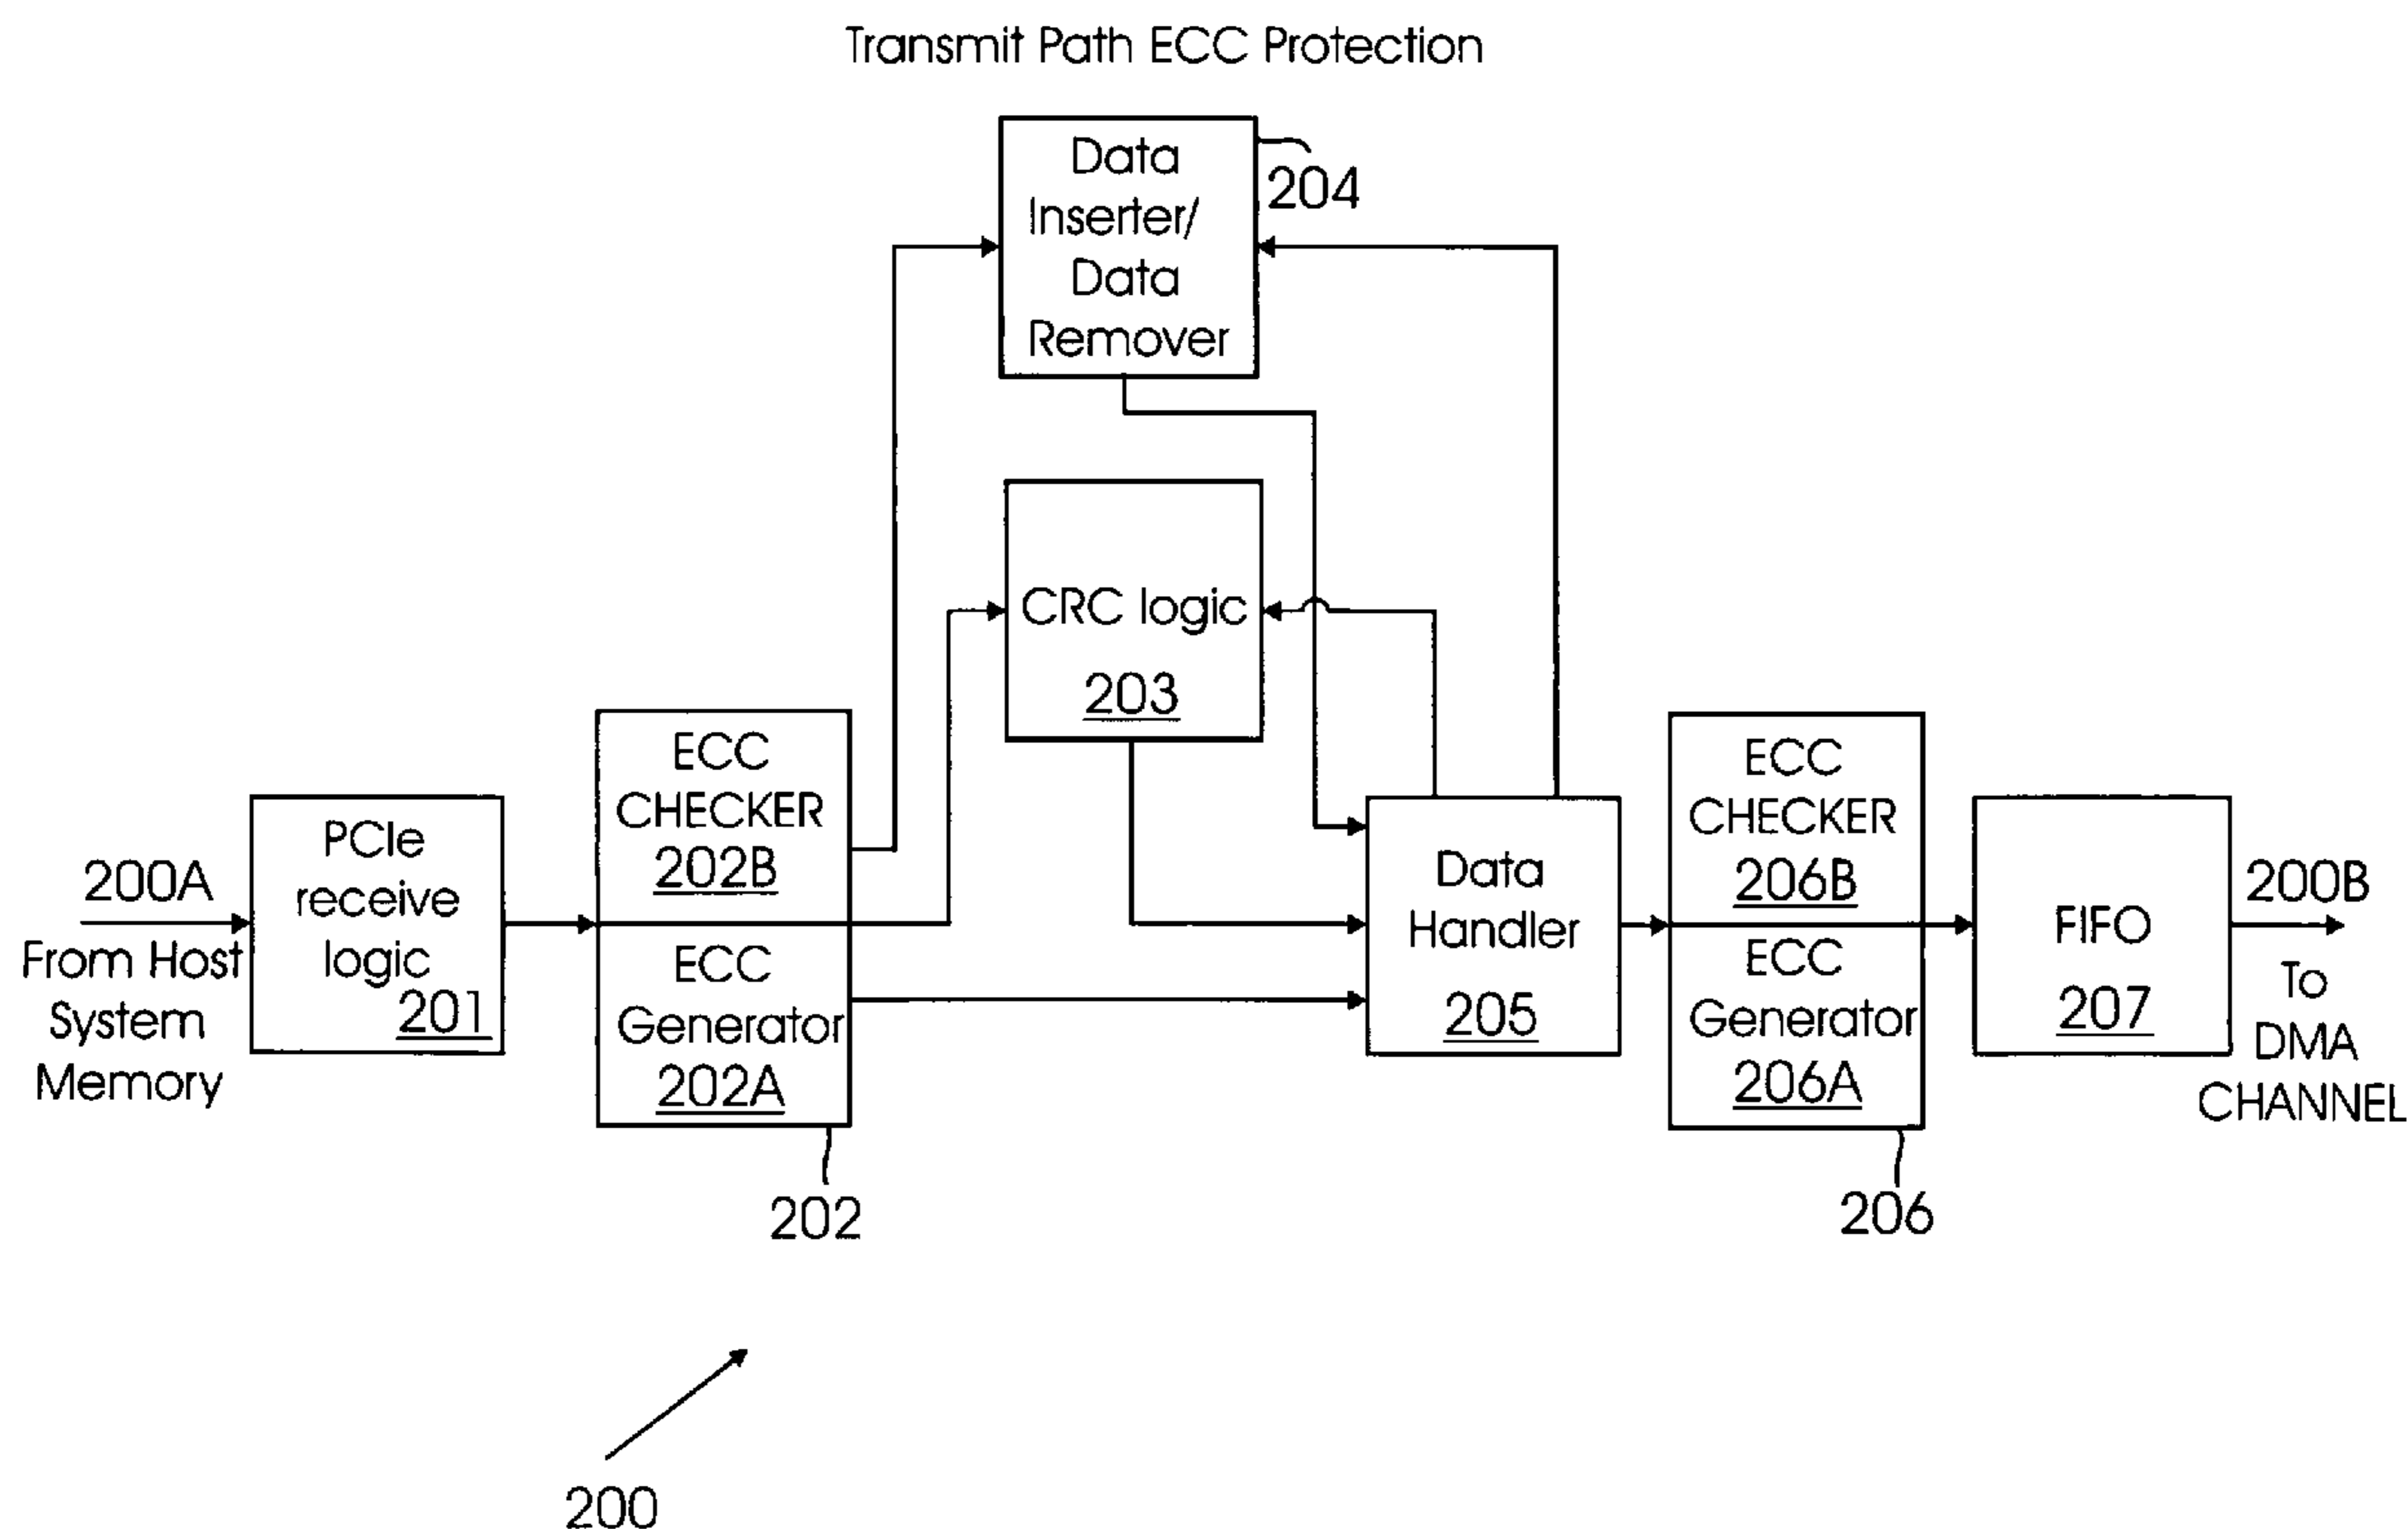 Transmit Path ECC Protection
Data
Inserter/
Data
Remover
204
CRC logic
203
200A
From Host
System
Memory
PCIe
receive
logic
201
ECC
CHECKER
202B
ECC
Generator
202A
202
Data
Handler
205
ECC
CHECKER
206B
ECC
Generator
206A
206
FIFO
207
200B
To
DMA
CHANNEL
200